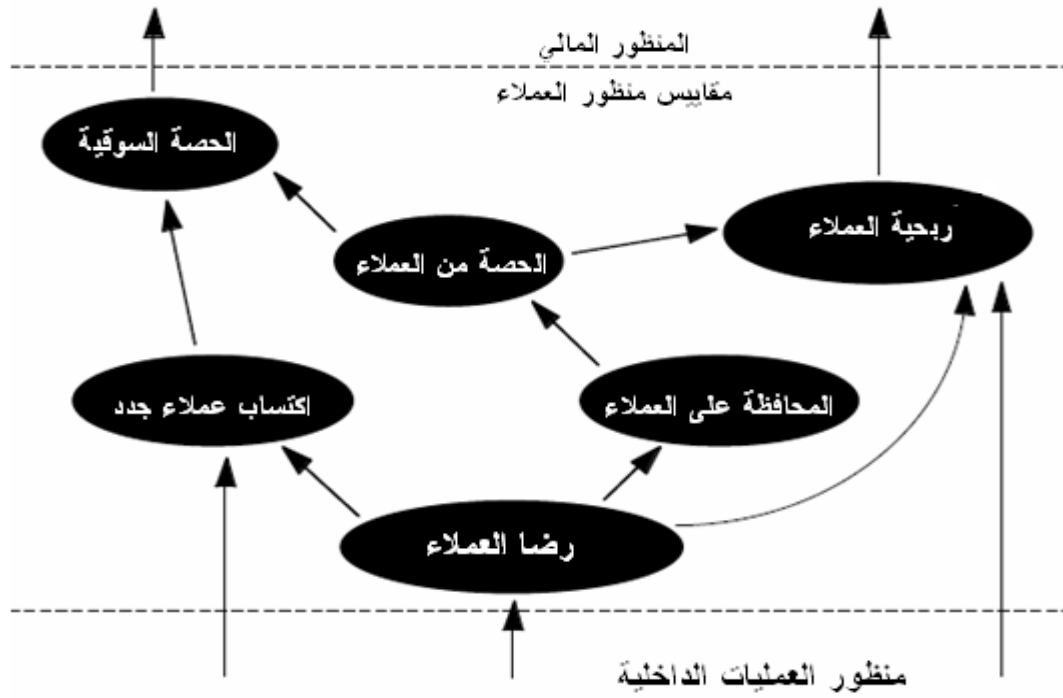 المنظور المالي
مقاييس منظور العملاء
الحصة السوقية
ربحية العملاء
الحصة من العملاء
المحافظة على العملاء
اكتساب عملاء جدد
رضا العملاء
منظور العمليات الداخلية